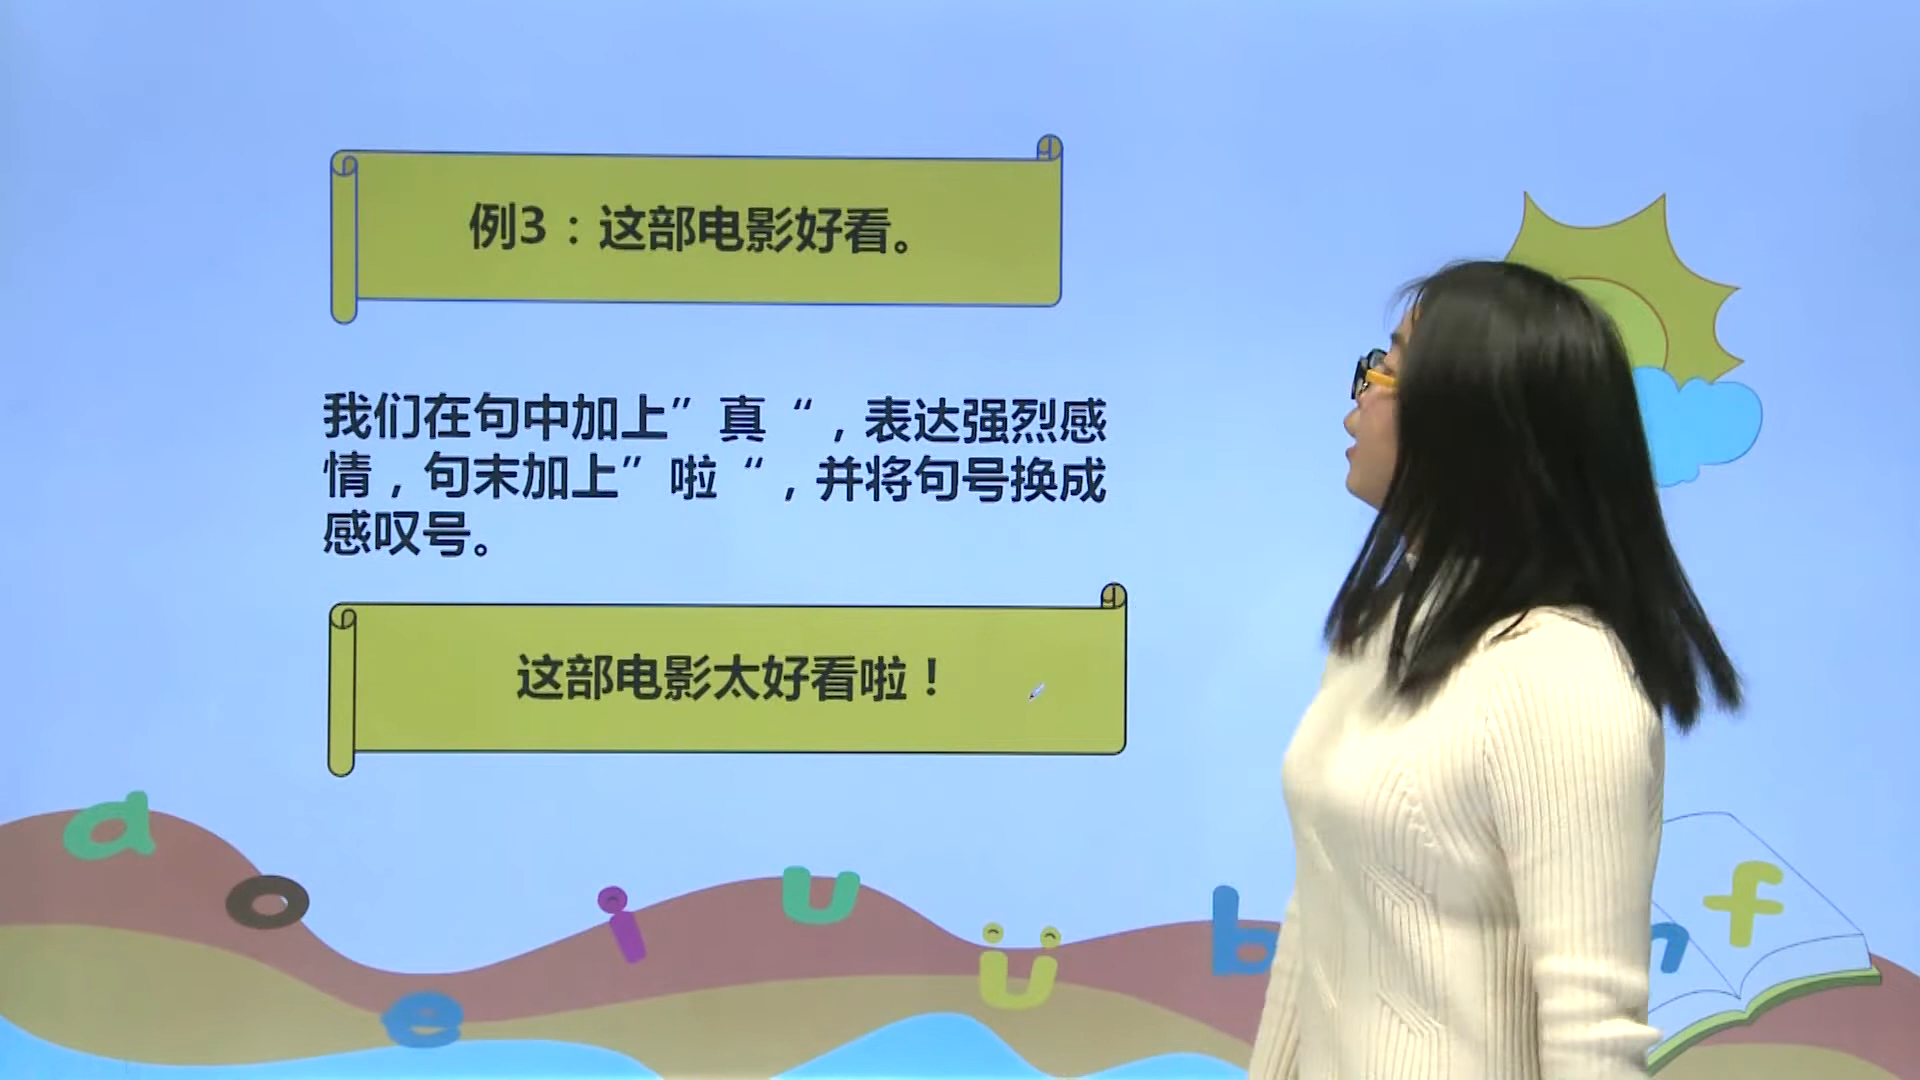 例3：这部电影好看。
我们在句中加上”真“，表达强烈感
情，句末加上”啦“，并将句号换成
感叹号。
这部电影太好看啦！
a
o
e
i
u
ü
b
n
f